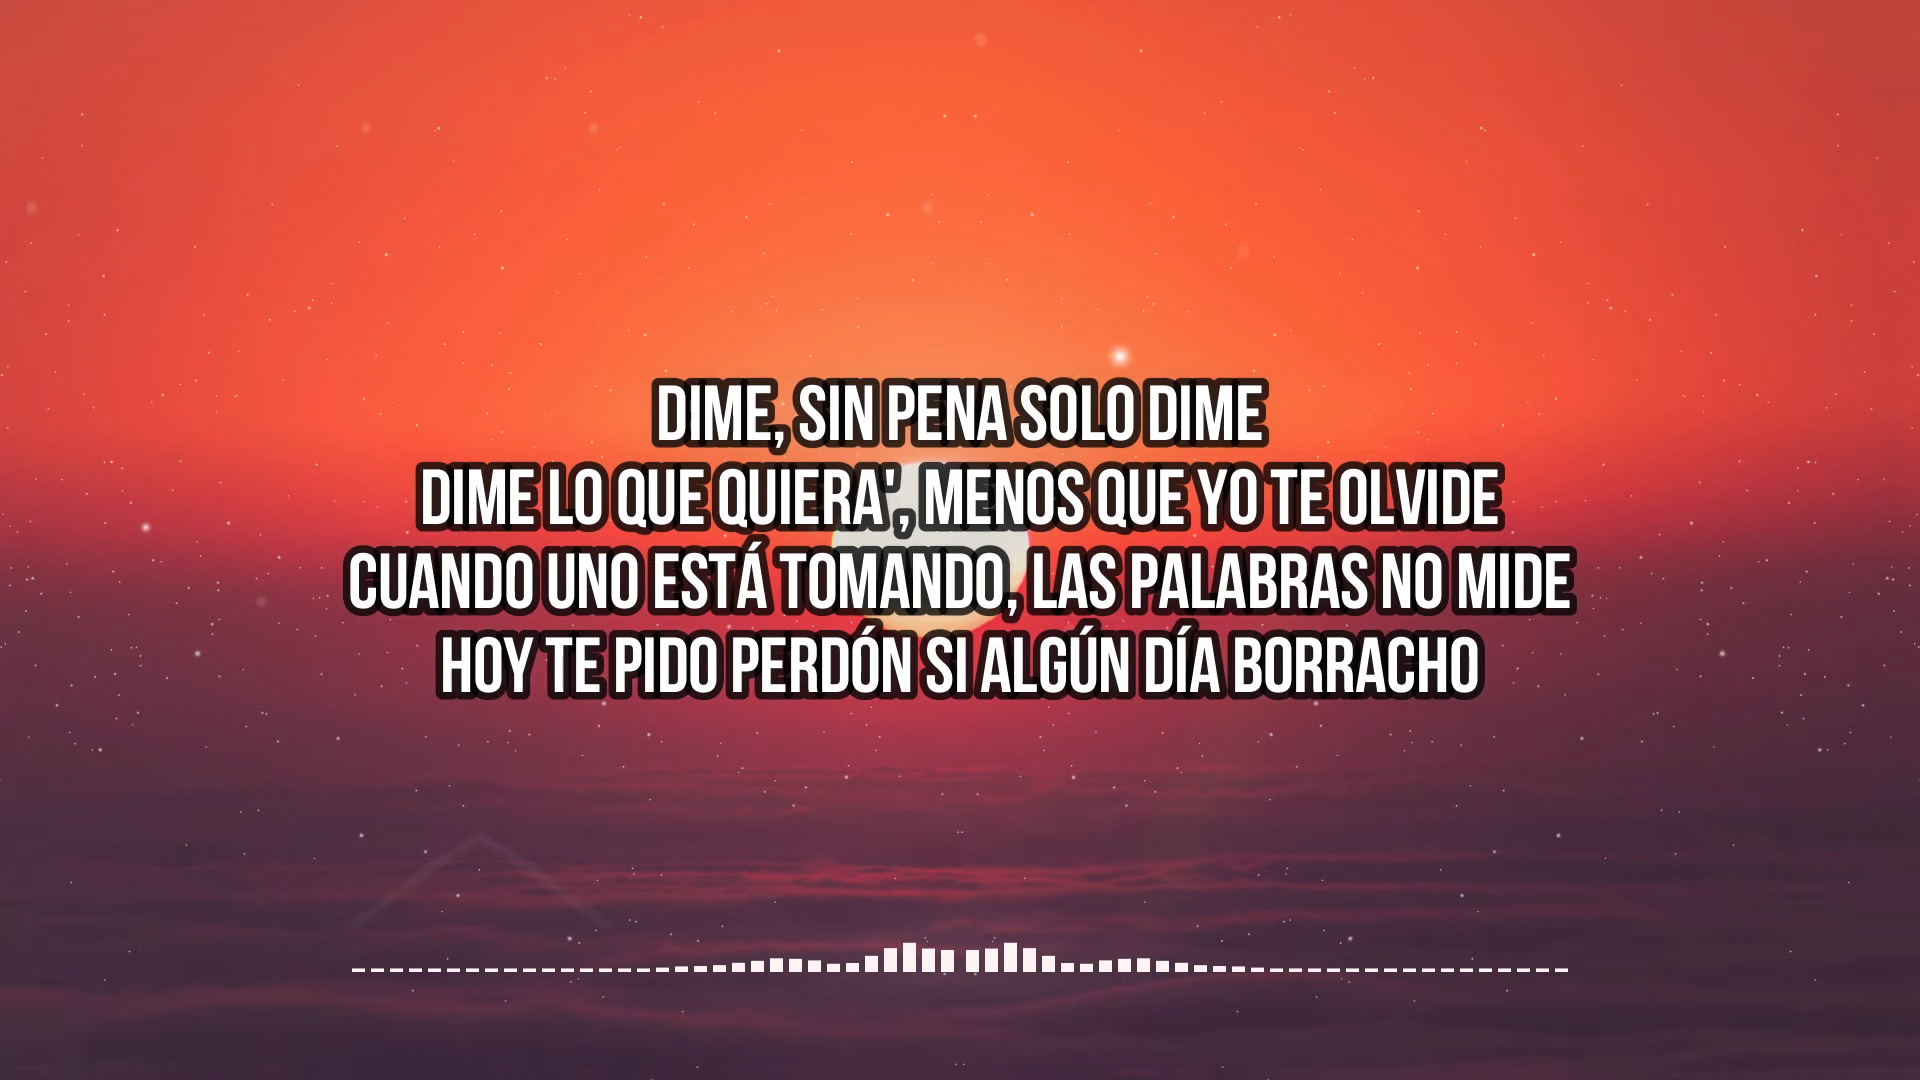 DIME, SIN PENA SOLO DIME
DIME LO QUE QUIERA', MENOS QUE YO TE OLVIDE
CUANDO UNO ESTÁ TOMANDO, LAS PALABRAS NO MIDE
HOY TE PIDO PERDÓN SI ALGÚN DÍA BORRACHO